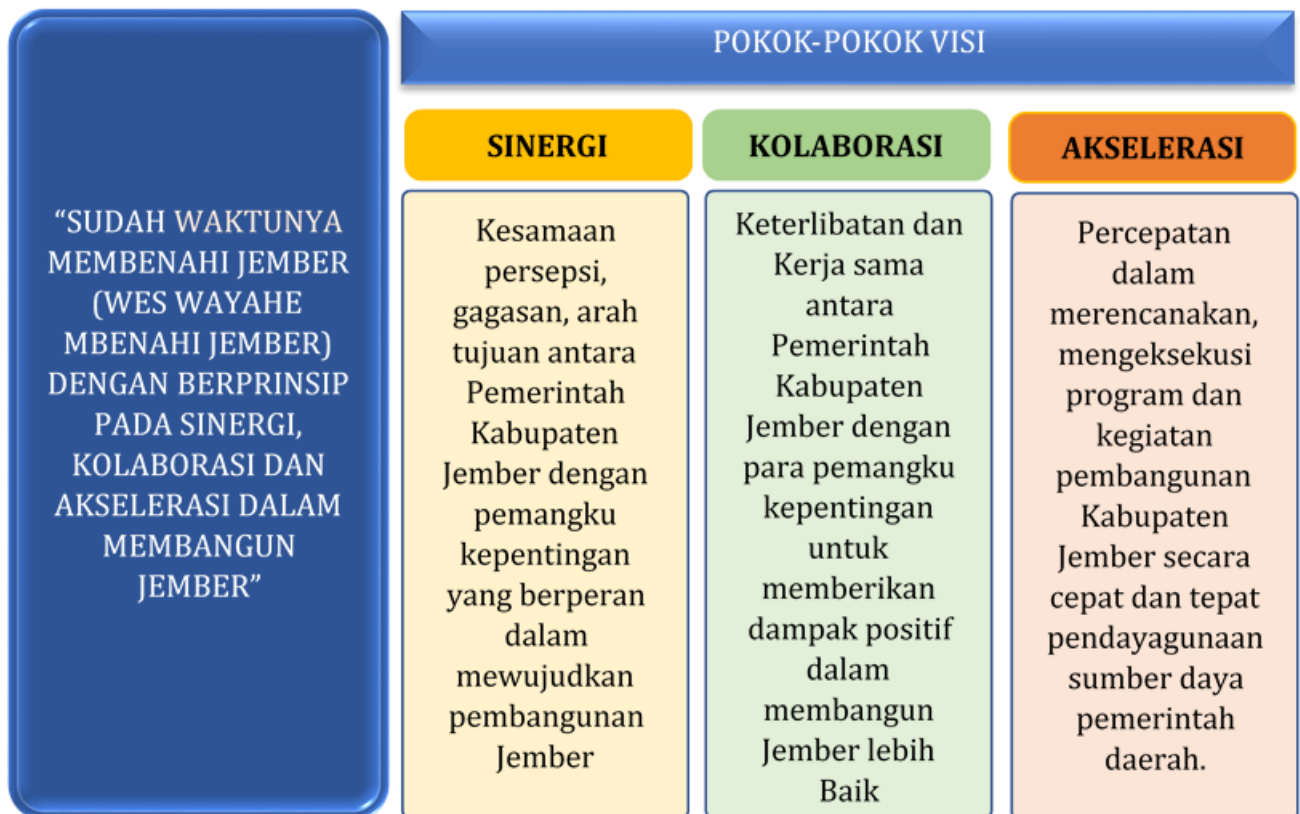 “SUDAH WAKTUNYA
MEMBENAHI JEMBER
(WES WAYAHE
MBENAHI JEMBER)
DENGAN BERPRINSIP
PADA SINERGI,
KOLABORASI DAN
AKSELERASI DALAM
MEMBANGUN
JEMBER”
POKOK-POKOK VISI
SINERGI
Kesamaan
persepsi,
gagasan, arah
tujuan antara
Pemerintah
Kabupaten
Jember dengan
pemangku
kepentingan
yang berperan
dalam
mewujudkan
pembangunan
Jember
KOLABORASI
Keterlibatan dan
Kerja sama
antara
Pemerintah
Kabupaten
Jember dengan
para pemangku
kepentingan
untuk
memberikan
dampak positif
dalam
membangun
Jember lebih
Baik
AKSELERASI
Percepatan
dalam
merencanakan,
mengeksekusi
program dan
kegiatan
pembangunan
Kabupaten
Jember secara
cepat dan tepat
pendayagunaan
sumber daya
pemerintah
daerah.